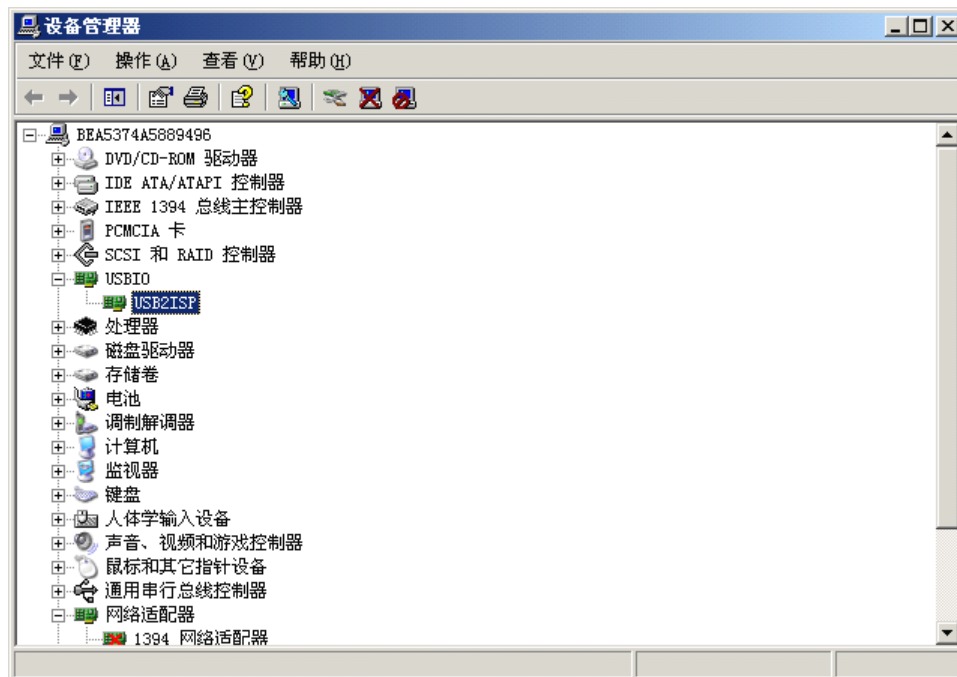 设备管理器
文件(F) 操作(A) 查看(V) 帮助(H)
BEA5374A5889496
DVD/CD-ROM 驱动器
IDE ATA/ATAPI 控制器
IEEE 1394 总线主控制器
PCMCIA 卡
SCSI 和 RAID 控制器
USBIO
USB2ISP
处理器
磁盘驱动器
存储卷
电池
调制解调器
计算机
监视器
键盘
人体学输入设备
声音、视频和游戏控制器
鼠标和其它指针设备
通用串行总线控制器
网络适配器
1394 网络适配器